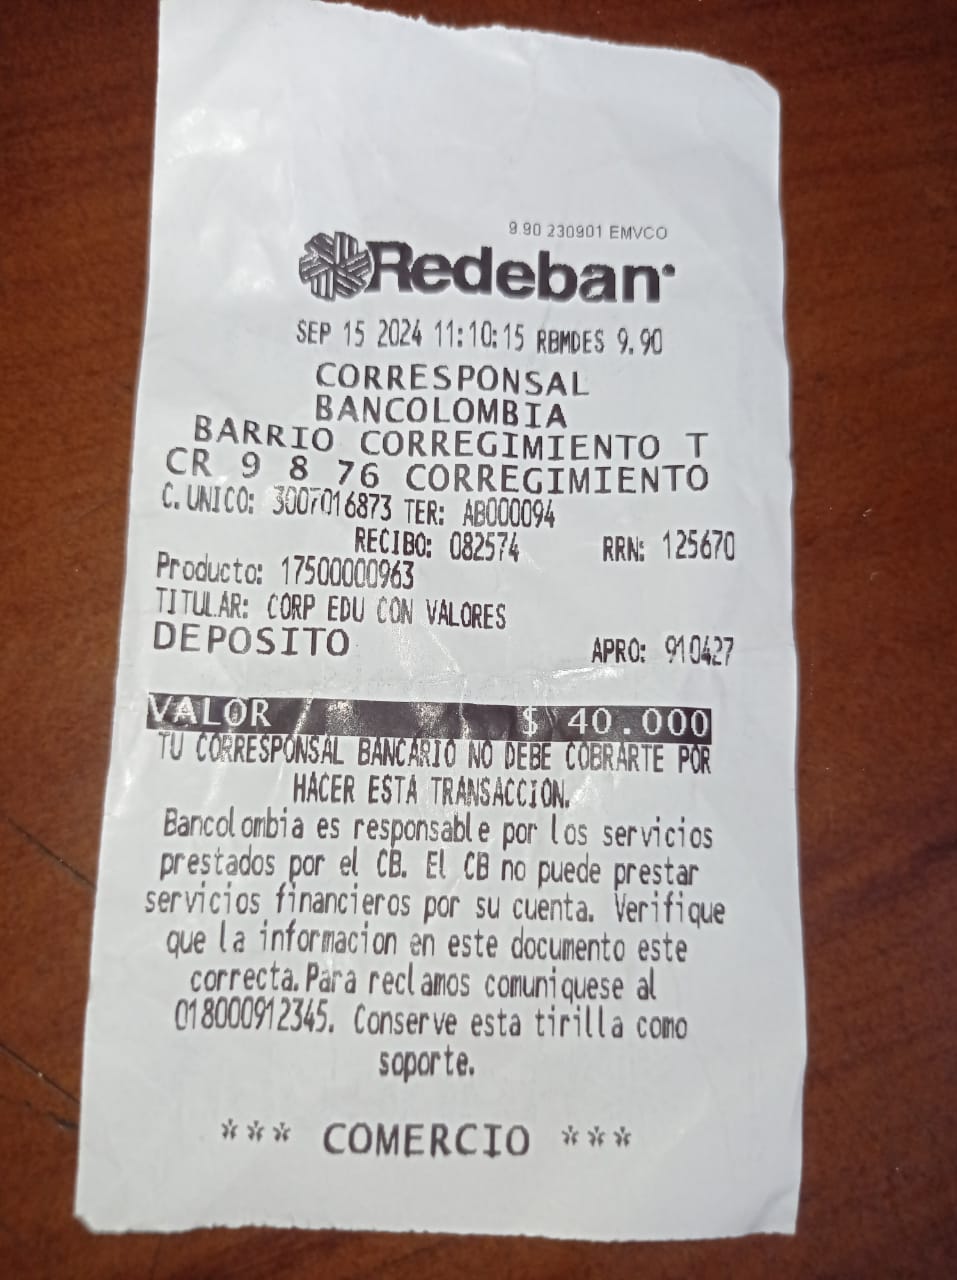 9.90 230901 EMVCO
Redeban
SEP 15 2024 11:10:15 RBMDES 9.90
CORRESPONSAL
BANCOLOMBIA
BARRIO CORREGIMIENTO T
CR 9 8 76 CORREGIMIENTO
C. UNICO: 3007016873 TER: AB000094
RECIBO: 082574 RRN: 125670
Producto: 17500000963
TITULAR: CORP EDU CON VALORES
DEPOSITO APRO: 910427
VALOR $ 40.000
TU CORRESPONSAL BANCARIO NO DEBE COBRARTE POR
HACER ESTA TRANSACCION.
Bancolombia es responsable por los servicios
prestados por el CB. El CB no puede prestar
servicios financieros por su cuenta. Verifique
que la informacion en este documento este
correcta. Para reclamos comuniquese al
018000912345. Conserve esta tirilla como
soporte.
*** COMERCIO ***